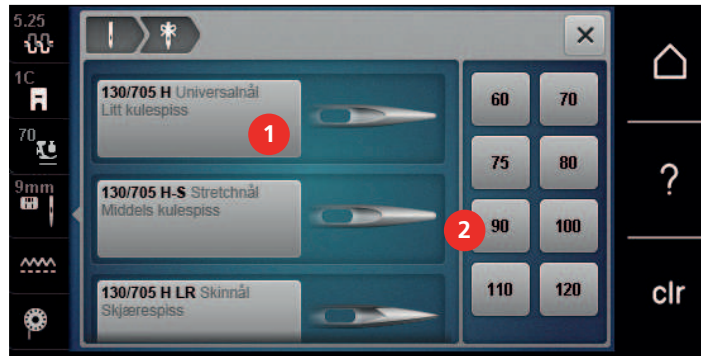 5.25
1C
70
9mm
130/705 H Universalnål
Litt kulespiss
1
130/705 H-S Stretchnål
Middels kulespiss
2
130/705 H LR Skinnål
Skjærespiss
60 70
75 80
90 100
110 120
?
clr